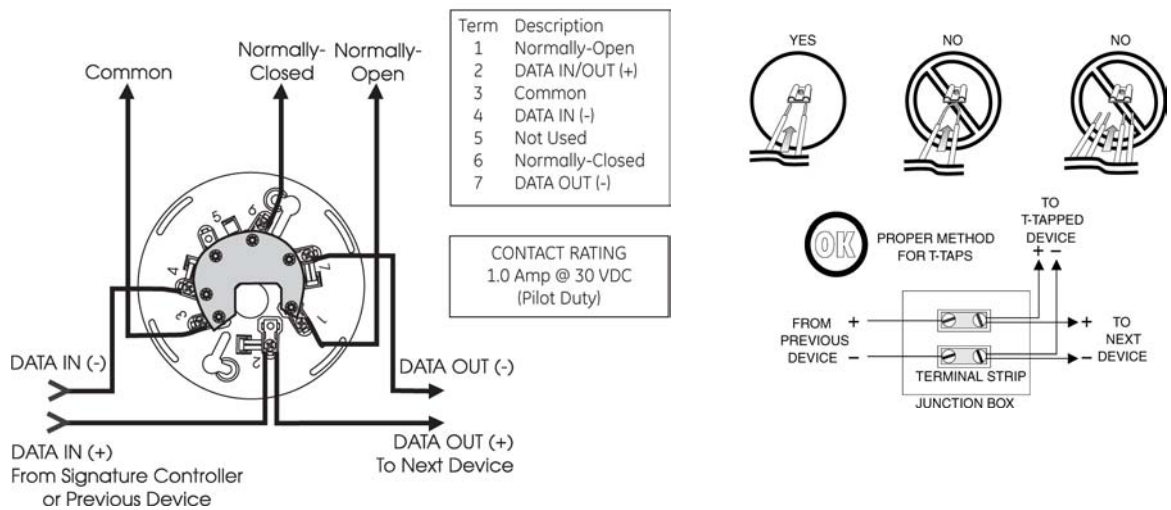 Common
Normally-
Closed
Normally-
Open
5
6
4
7
3
1
2
DATA IN (-)
DATA OUT (-)
DATA IN (+)
From Signature Controller
or Previous Device
DATA OUT (+)
To Next Device
Term Description
1 Normally-Open
2 DATA IN/OUT (+)
3 Common
4 DATA IN (-)
5 Not Used
6 Normally-Closed
7 DATA OUT (-)
CONTACT RATING
1.0 Amp @ 30 VDC
(Pilot Duty)
YES
NO
NO
OK
PROPER METHOD
FOR T-TAPS
TO
T-TAPPED
DEVICE
+ -
FROM
PREVIOUS
DEVICE
+
-
+
-
TO
NEXT
DEVICE
TERMINAL STRIP
JUNCTION BOX